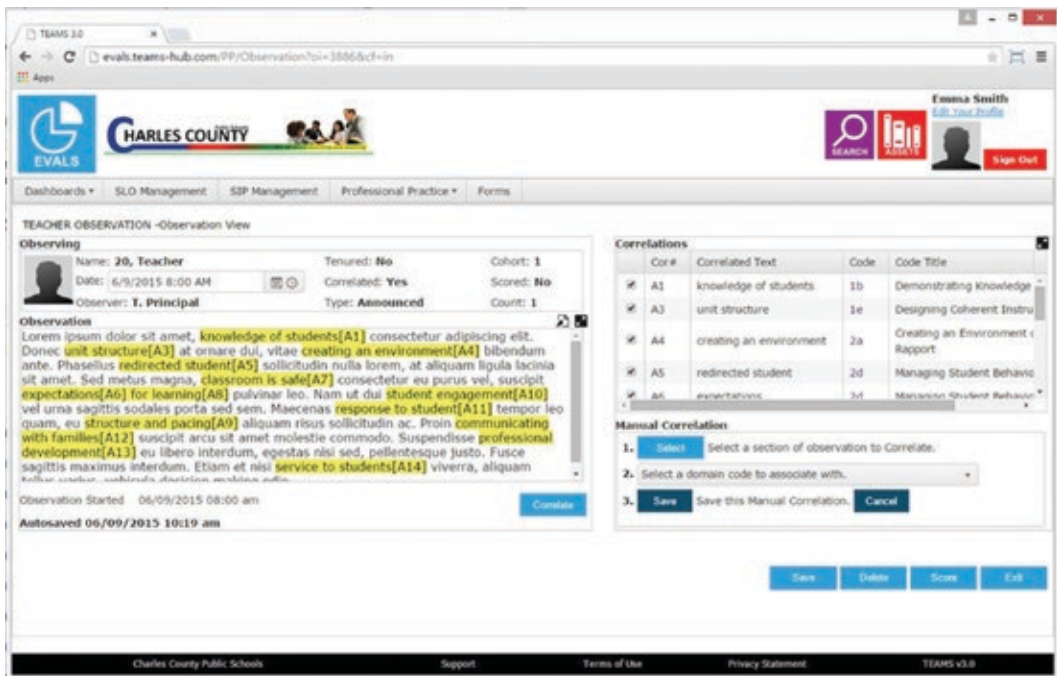 TEAMS 3.0
evals.teams-hub.com/PP/Observation?oi=3886&cf=in
Apps
EVALS
CHARLES COUNTY
SEARCH
ASSETS
Emma Smith
Edit Your Profile
Sign Out
Dashboards SLO Management SIP Management Professional Practice Forms
TEACHER OBSERVATION -Observation View
Observing
Name: 20, Teacher Tenured: No Cohort: 1
Date: 6/9/2015 8:00 AM Correlated: Yes Scored: No
Observer: T. Principal Type: Announced Count: 1
Observation
Lorem ipsum dolor sit amet, knowledge of students[A1] consectetur adipiscing elit.
Donec unit structure[A3] at ornare dui, vitae creating an environment[A4] bibendum
ante. Phasellus redirected student[A5] sollicitudin nulla lorem, at aliquam ligula lacinia
sit amet. Sed metus magna, classroom is safe[A7] consectetur eu purus vel, suscipit
expectations[A6] for learning[A8] pulvinar leo. Nam ut dui student engagement[A10]
vel urna sagittis sodales porta sed sem. Maecenas response to student[A11] tempor leo
quam, eu structure and pacing[A9] aliquam risus sollicitudin ac. Proin communicating
with families[A12] suscipit arcu sit amet molestie commodo. Suspendisse professional
development[A13] eu libero interdum, egestas nisi sed, pellentesque justo. Fusce
sagittis maximus interdum. Etiam et nisi service to students[A14] viverra, aliquam
Observation Started 06/09/2015 08:00 am
Correlate
Autosaved 06/09/2015 10:19 am
Correlations
Cor# Correlated Text Code Code Title
A1 knowledge of students 1b Demonstrating Knowledge
A3 unit structure 1e Designing Coherent Instru
A4 creating an environment 2a Creating an Environment
Rapport
A5 redirected student 2d Managing Student Behavio
A6 expectations 2d Managing Student Behavio
Manual Correlation
1. Select Select a section of observation to Correlate.
2. Select a domain code to associate with.
3. Save Save this Manual Correlation. Cancel
Save Delete Score Exit
Charles County Public Schools Support Terms of Use Privacy Statement TEAMS v3.0